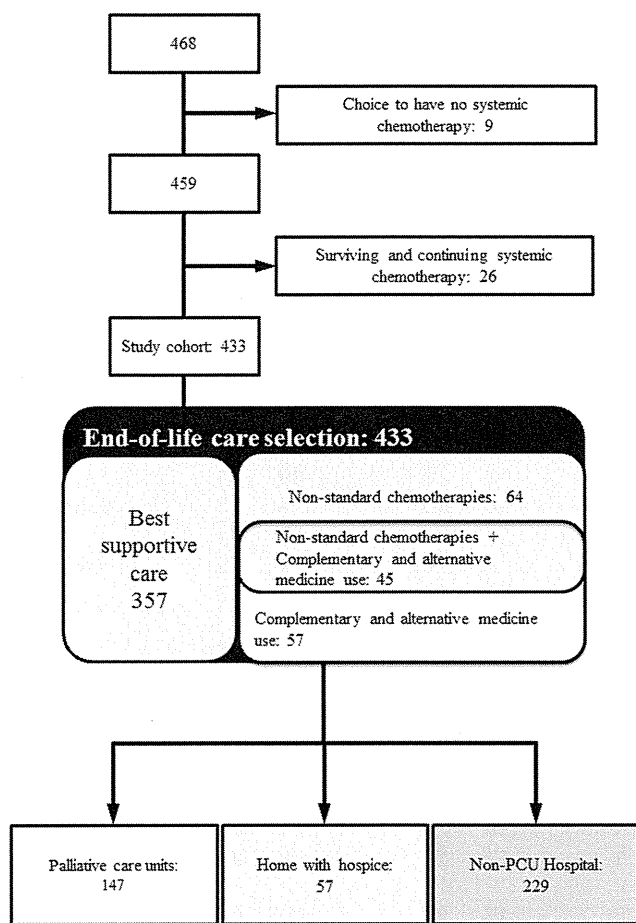 468
Choice to have no systemic
chemotherapy: 9
459
Surviving and continuing systemic
chemotherapy: 26
Study cohort: 433
End-of-life care selection: 433
Best
supportive
care
357
Non-standard chemotherapies: 64
Non-standard chemotherapies +
Complementary and alternative
medicine use: 45
Complementary and alternative medicine
use: 57
Palliative care units:
147
Home with hospice:
57
Non-PCU Hospital:
229